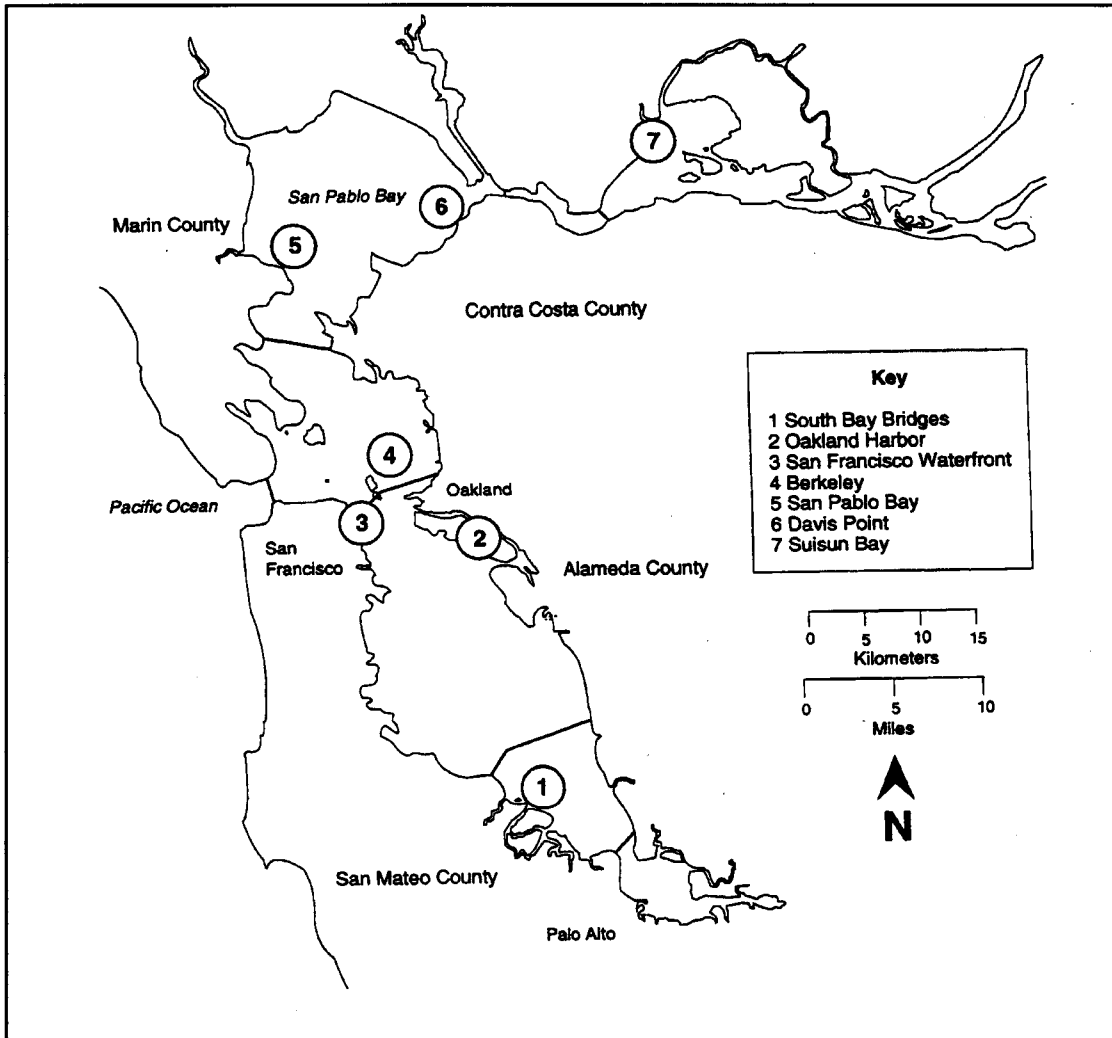 7
San Pablo Bay
6
Marin County
5
Contra Costa County
Key
1 South Bay Bridges
2 Oakland Harbor
3 San Francisco Waterfront
4 Berkeley
5 San Pablo Bay
6 Davis Point
7 Suisun Bay
4
Pacific Ocean
Oakland
3
2
San
Francisco
Alameda County
0 5 10 15
Kilometers
0 5 10
Miles
N
1
San Mateo County
Palo Alto